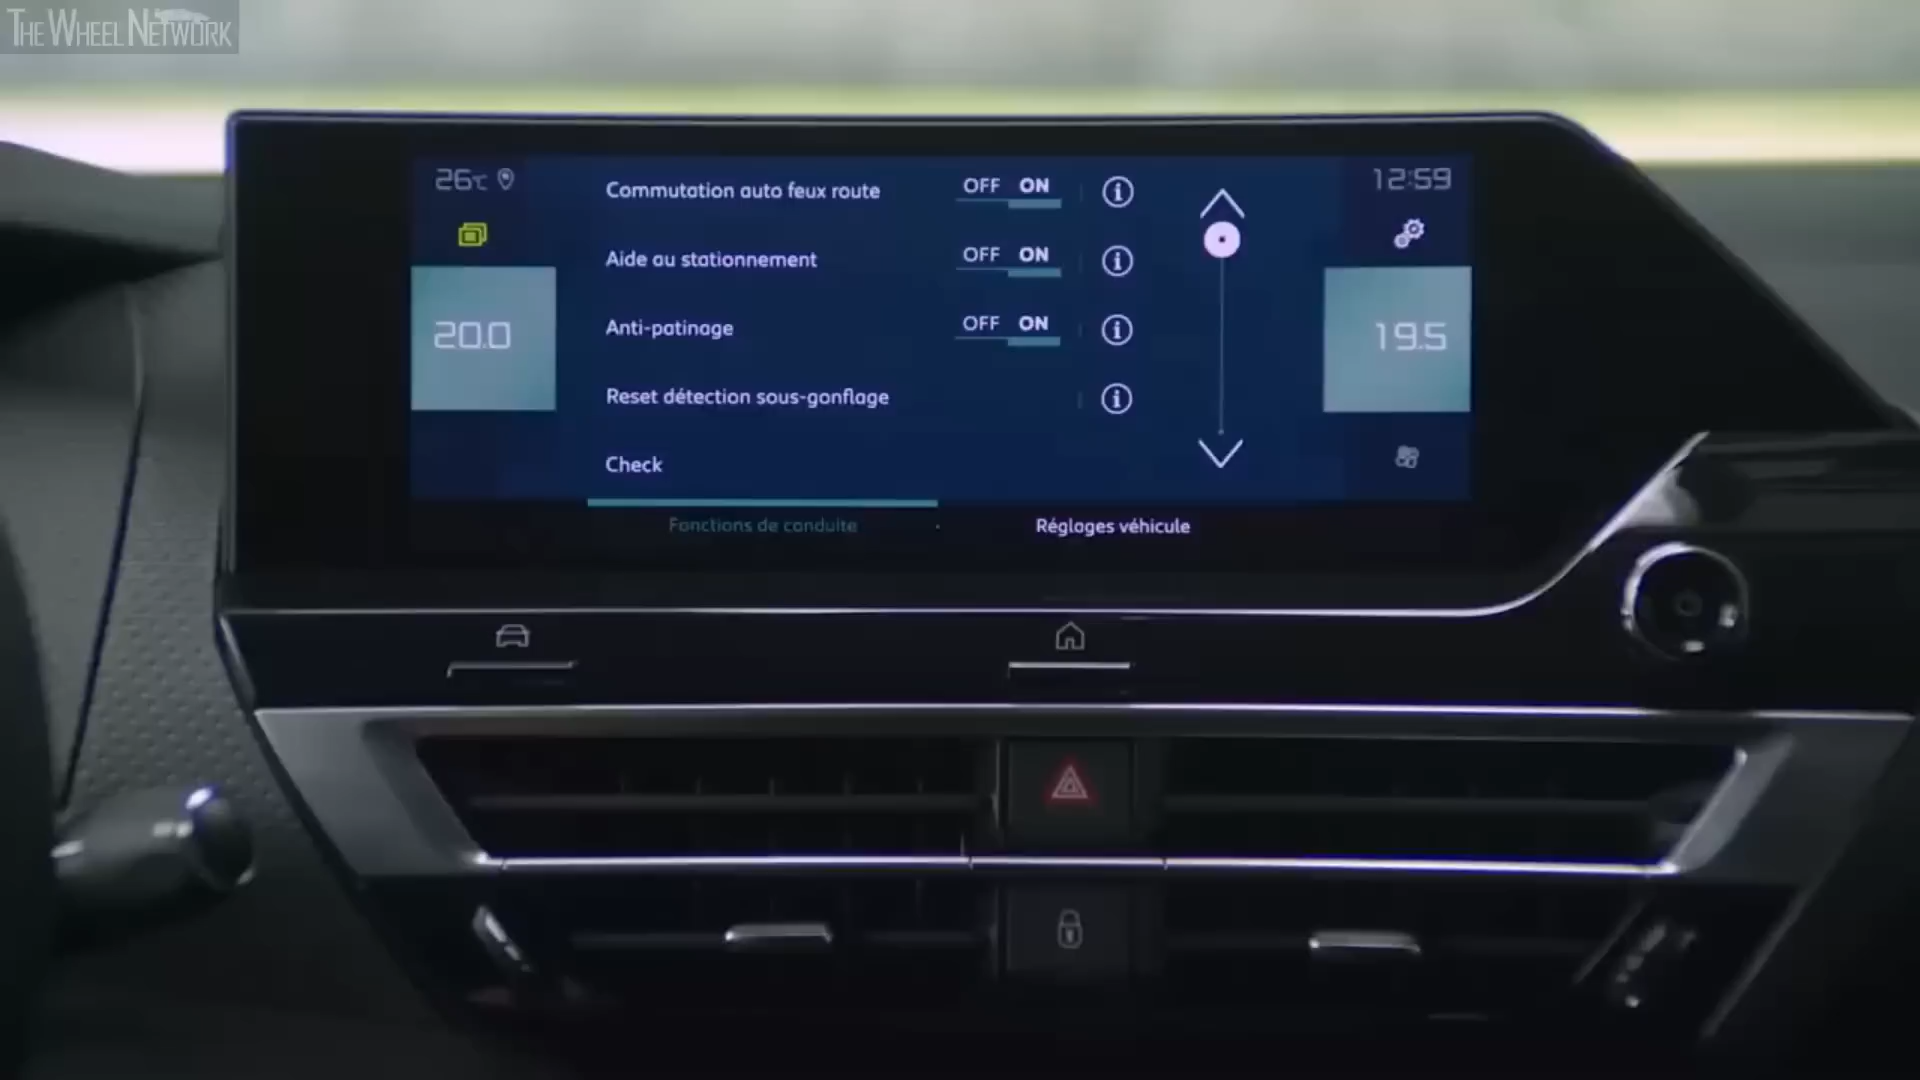 THE WHEEL NETWORK
26°C
12:59
Commutation auto feux route OFF ON
Aide au stationnement OFF ON
20.0
Anti-patinage OFF ON
19.5
Reset détection sous-gonflage
Check
Fonctions de conduite
Réglages véhicule